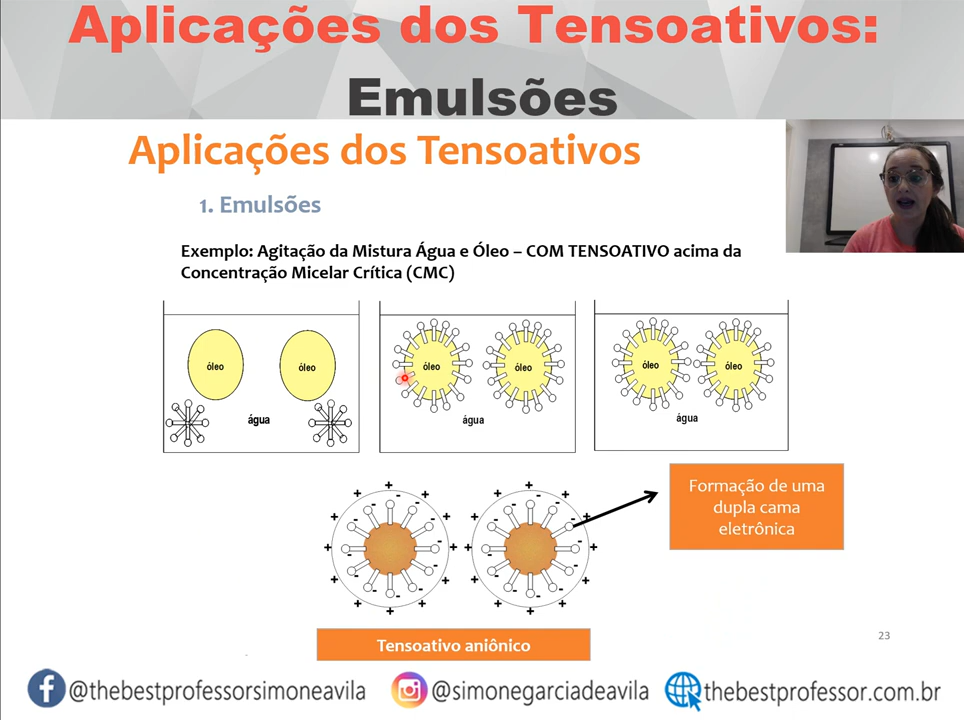 Aplicações dos Tensoativos:
Emulsões
Aplicações dos Tensoativos
1. Emulsões
Exemplo: Agitação da Mistura Água e Óleo – COM TENSOATIVO acima da
Concentração Micelar Crítica (CMC)
óleo
óleo
água
óleo
óleo
água
óleo
óleo
água
Formação de uma
dupla cama
eletrônica
Tensoativo aniônico
23
@thebestprofessorsimoneavila
@simonegarciadeavila
thebestprofessor.com.br